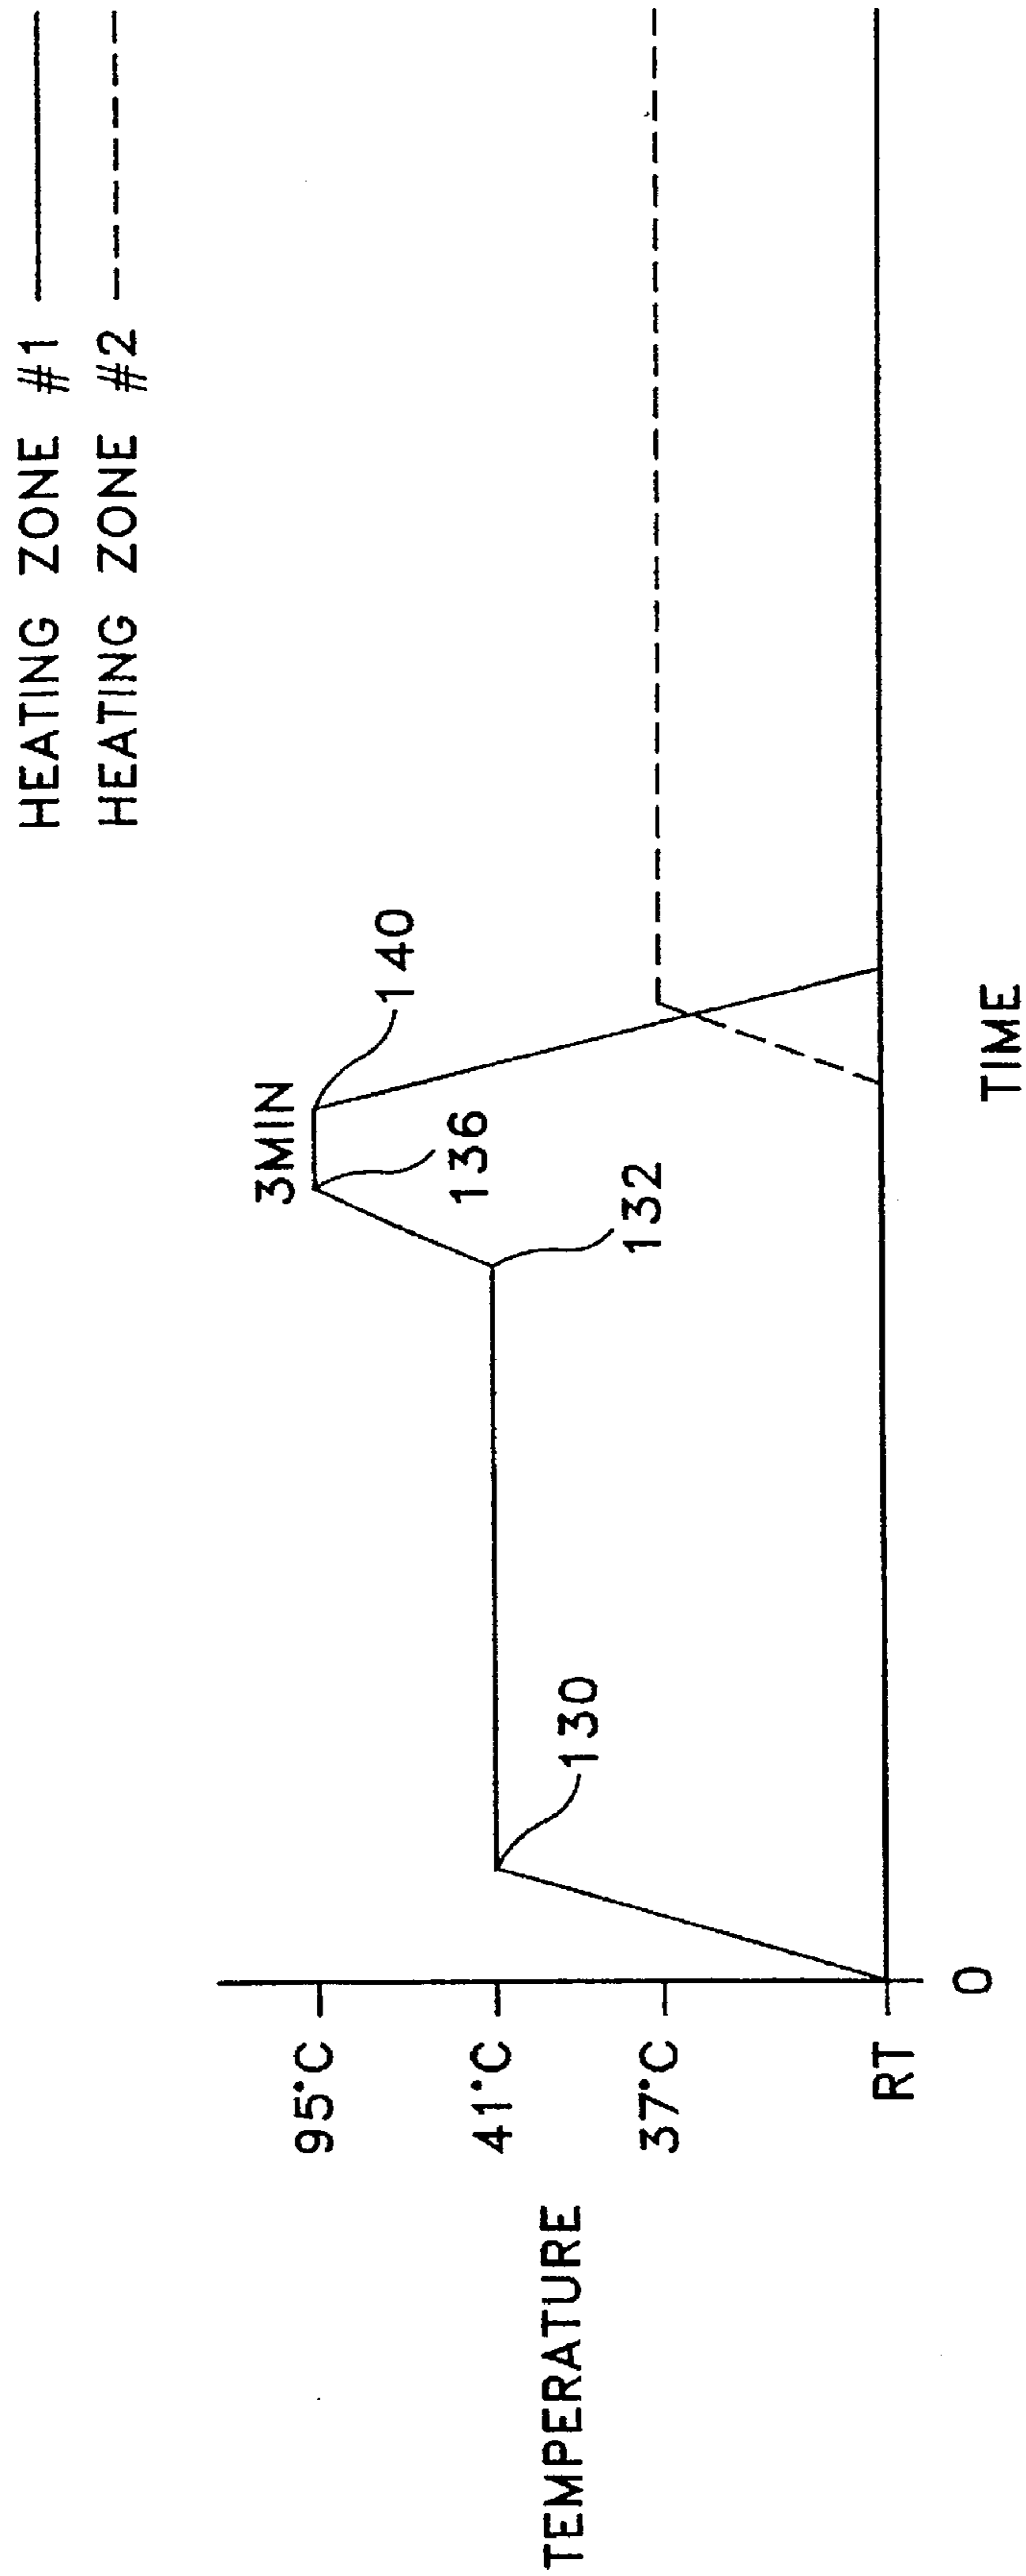 HEATING ZONE #1
HEATING ZONE #2
3MIN
140
136
132
130
95°C
41°C
37°C
RT
0
TEMPERATURE
TIME